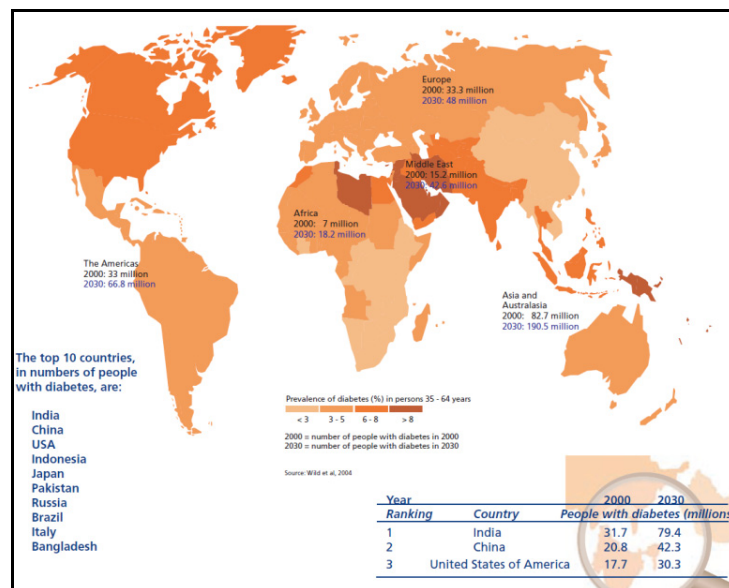 Europe
2000: 33.3 million
2030: 48 million
Middle East
2000: 15.2 million
2030: 42.6 million
Africa
2000: 7 million
2030: 18.2 million
The Americas
2000: 33 million
2030: 66.8 million
Asia and
Australasia
2000: 82.7 million
2030: 190.5 million
The top 10 countries,
in numbers of people
with diabetes, are:
India
China
USA
Indonesia
Japan
Pakistan
Russia
Brazil
Italy
Bangladesh
Prevalence of diabetes (%) in persons 35 - 64 years
< 3 3 - 5 6 - 8 > 8
2000 = number of people with diabetes in 2000
2030 = number of people with diabetes in 2030
Source: Wild et al, 2004
Year 2000 2030
Ranking Country People with diabetes (millions
1 India 31.7 79.4
2 China 20.8 42.3
3 United States of America 17.7 30.3